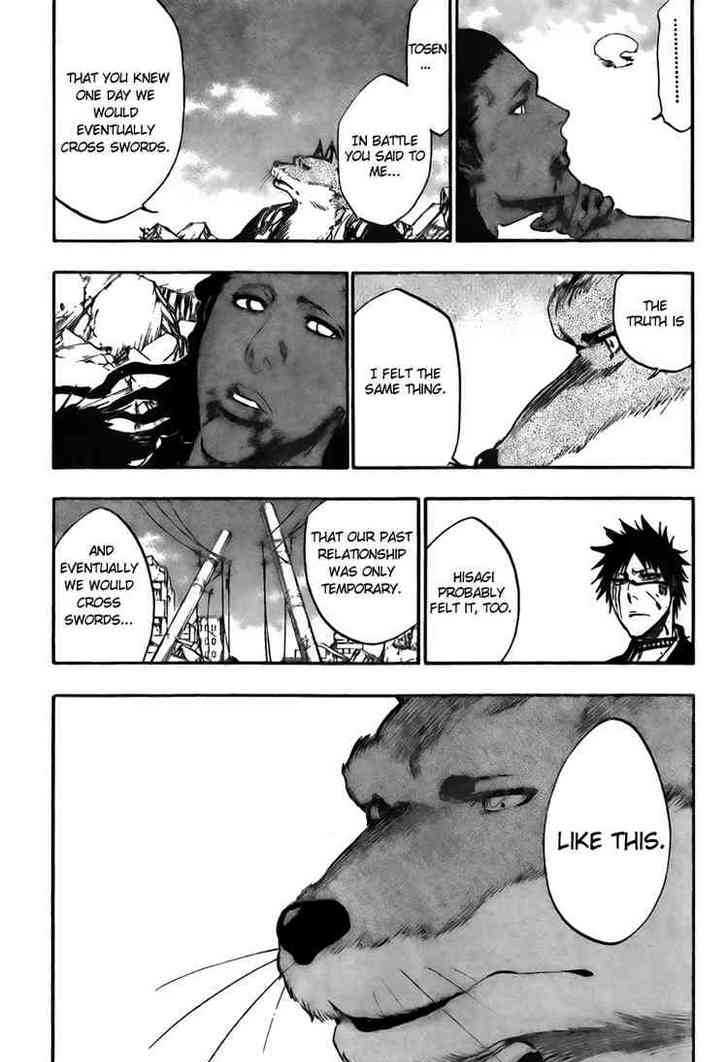 ..........
TOSEN
...
IN BATTLE
YOU SAID TO
ME...
THAT YOU KNEW
ONE DAY WE
WOULD
EVENTUALLY
CROSS SWORDS.
THE
TRUTH IS
I FELT THE
SAME THING.
HISAGI
PROBABLY
FELT IT, TOO.
THAT OUR PAST
RELATIONSHIP
WAS ONLY
TEMPORARY.
AND
EVENTUALLY
WE WOULD
CROSS
SWORDS...
LIKE THIS.